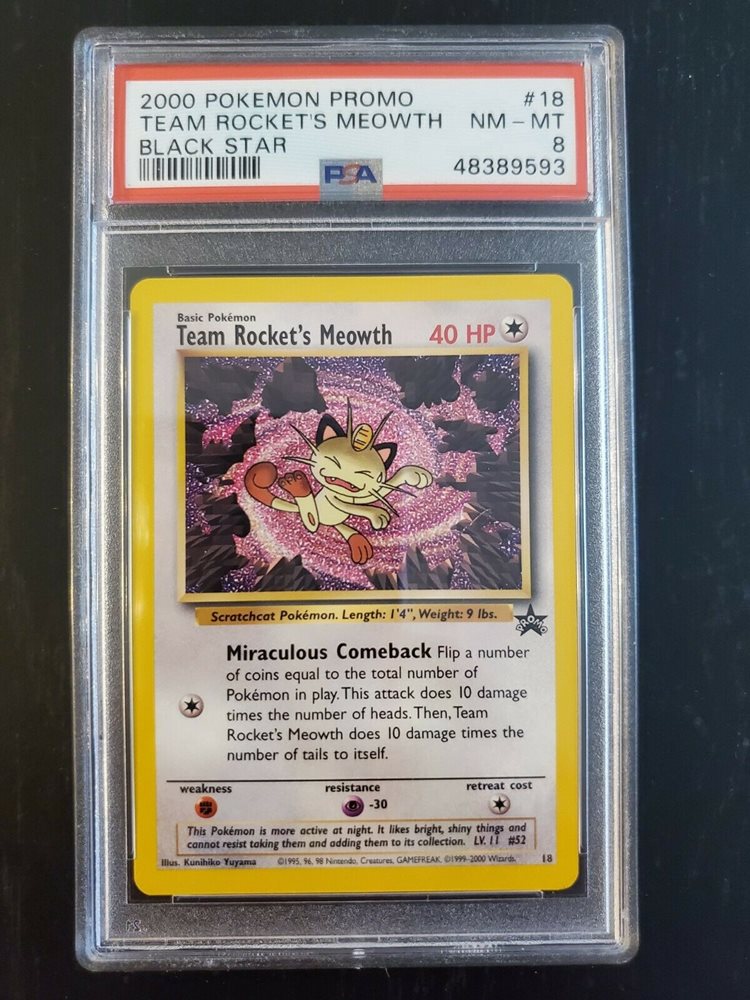 2000 POKEMON PROMO #18
TEAM ROCKET'S MEOWTH NM - MT
BLACK STAR 8
PSA 48389593
Basic Pokémon
Team Rocket's Meowth 40 HP
Scratchcat Pokémon. Length: 1'4", Weight: 9 lbs.
PROMO
Miraculous Comeback Flip a number
of coins equal to the total number of
Pokémon in play. This attack does 10 damage
times the number of heads. Then, Team
Rocket's Meowth does 10 damage times the
number of tails to itself.
weakness resistance retreat cost
-30
This Pokémon is more active at night. It likes bright, shiny things and
cannot resist taking them and adding them to its collection. LV. 11 #52
Illus. Kunihiko Yuyama ©1995, 96, 98 Nintendo, Creatures, GAMEFREAK. ©1999-2000 Wizards. 18